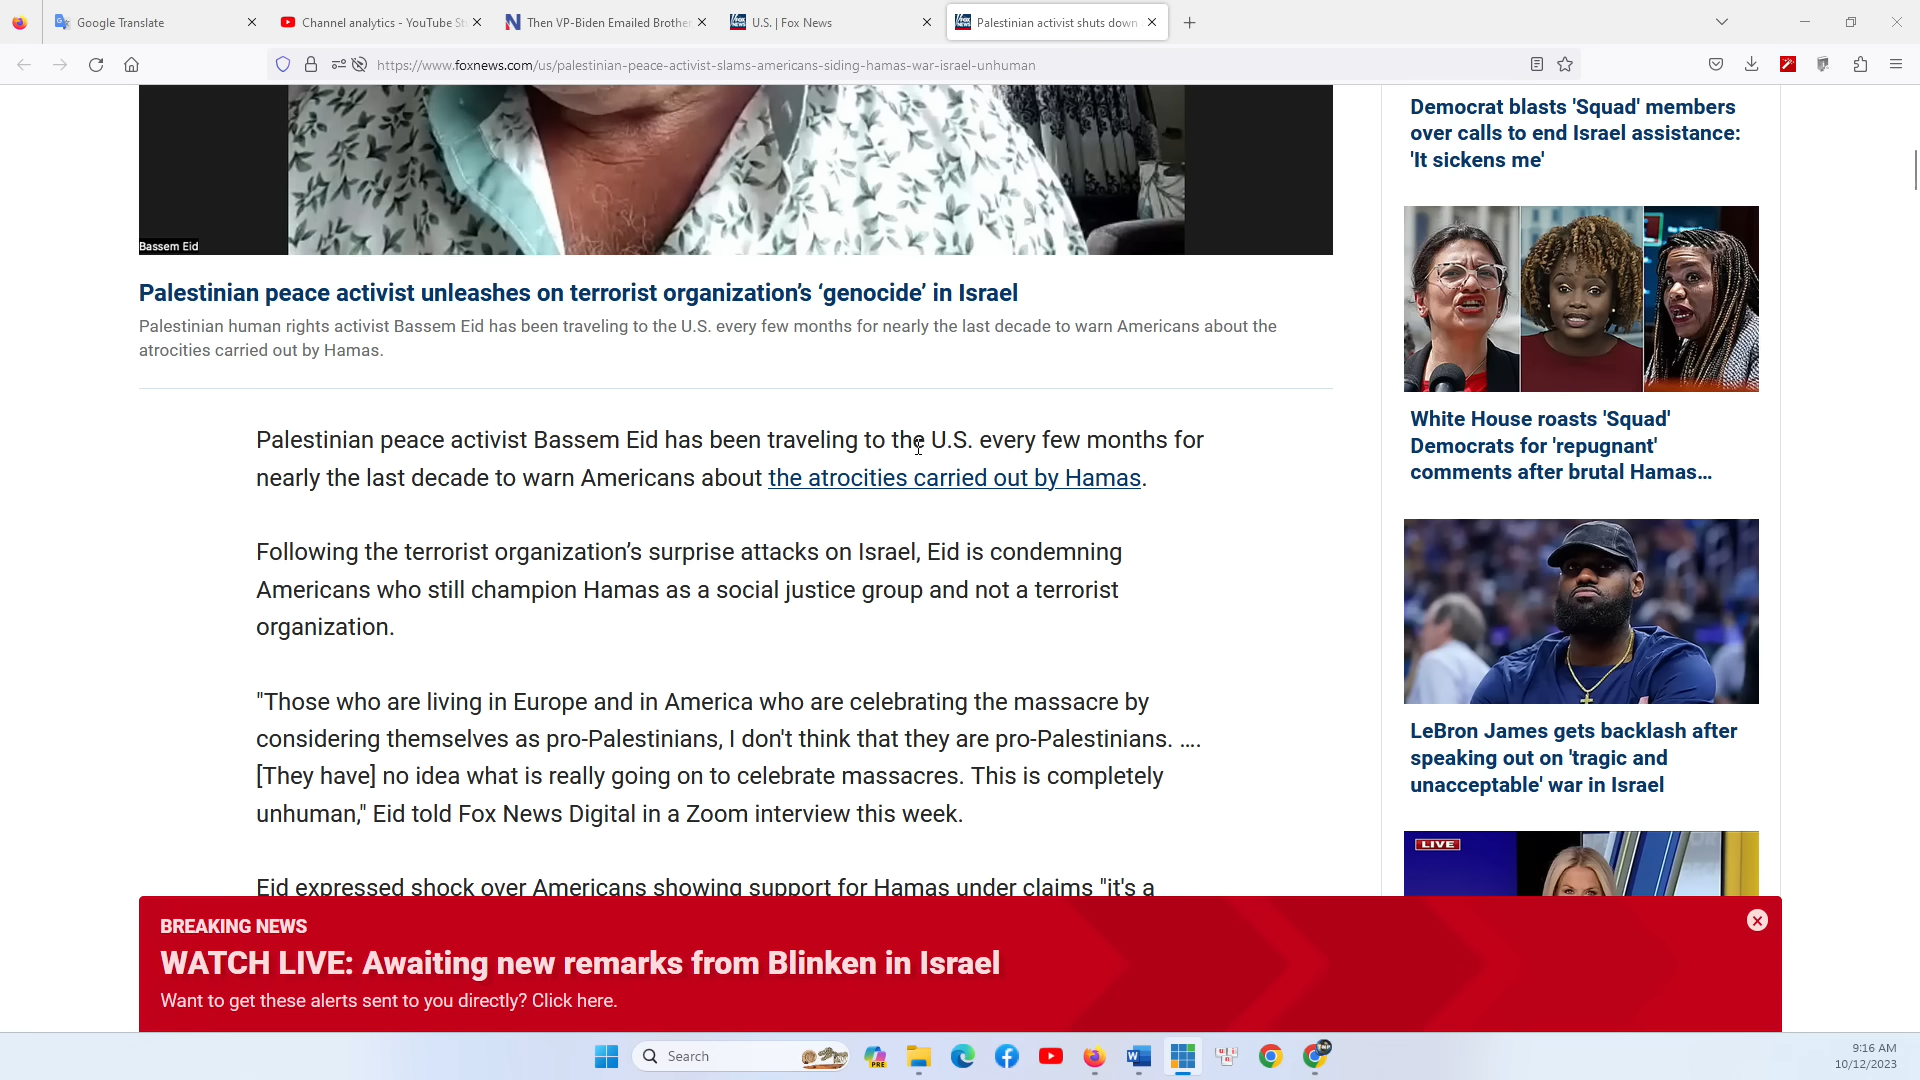 Google Translate
Channel analytics - YouTube St
Then VP-Biden Emailed Brothe
U.S. | Fox News
Palestinian activist shuts down
https://www.foxnews.com/us/palestinian-peace-activist-slams-americans-siding-hamas-war-israel-unhuman
Bassem Eid
Palestinian peace activist unleashes on terrorist organization's 'genocide' in Israel
Palestinian human rights activist Bassem Eid has been traveling to the U.S. every few months for nearly the last decade to warn Americans about the
atrocities carried out by Hamas.
Palestinian peace activist Bassem Eid has been traveling to the U.S. every few months for
nearly the last decade to warn Americans about the atrocities carried out by Hamas.
Following the terrorist organization's surprise attacks on Israel, Eid is condemning
Americans who still champion Hamas as a social justice group and not a terrorist
organization.
"Those who are living in Europe and in America who are celebrating the massacre by
considering themselves as pro-Palestinians, I don't think that they are pro-Palestinians. ....
[They have] no idea what is really going on to celebrate massacres. This is completely
unhuman," Eid told Fox News Digital in a Zoom interview this week.
Eid expressed shock over Americans showing support for Hamas under claims "it's a
Democrat blasts 'Squad' members
over calls to end Israel assistance:
'It sickens me'
White House roasts 'Squad'
Democrats for 'repugnant'
comments after brutal Hamas...
LeBron James gets backlash after
speaking out on 'tragic and
unacceptable' war in Israel
LIVE
BREAKING NEWS
WATCH LIVE: Awaiting new remarks from Blinken in Israel
Want to get these alerts sent to you directly? Click here.
Search
PRE
9:16 AM
10/12/2023